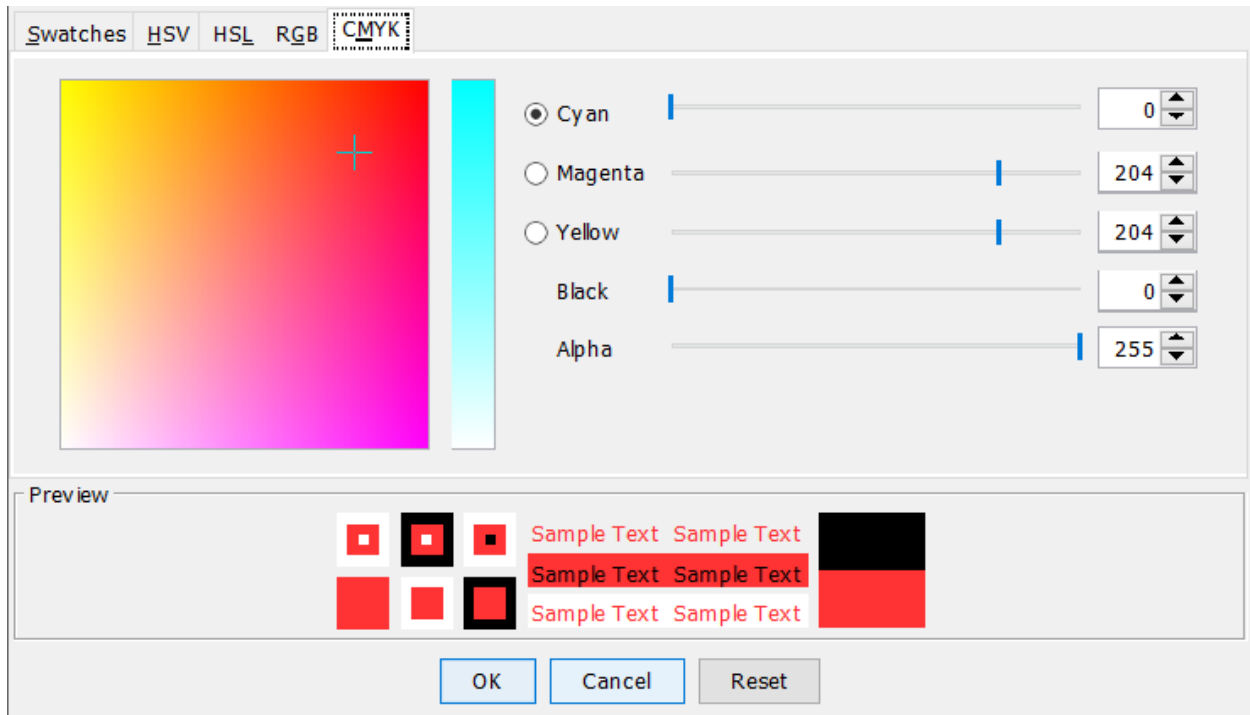 Swatches HSV HSL RGB CMYK
Cyan 0
Magenta 204
Yellow 204
Black 0
Alpha 255
Preview
Sample Text Sample Text
Sample Text Sample Text
Sample Text Sample Text
OK Cancel Reset